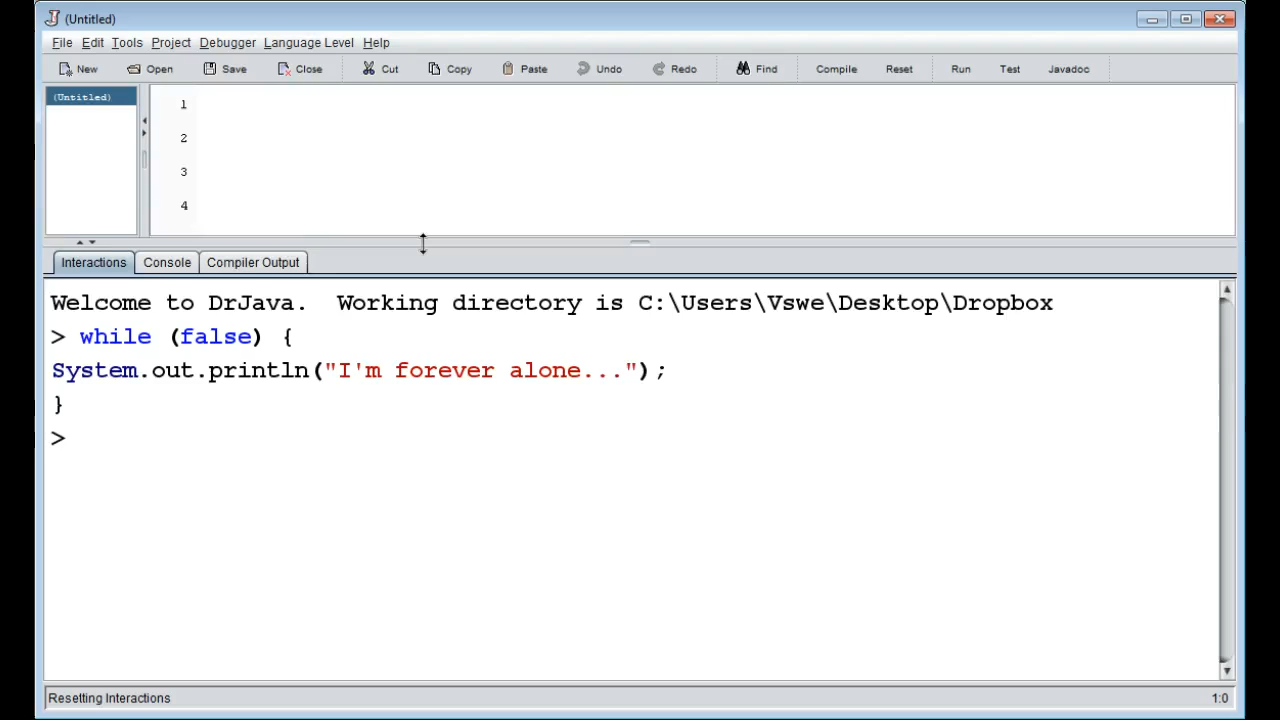 (Untitled)
File Edit Tools Project Debugger Language Level Help
New Open Save Close Cut Copy Paste Undo Redo Find Compile Reset Run Test Javadoc
(Untitled)
1
2
3
4
Interactions Console Compiler Output
Welcome to DrJava.  Working directory is C:\Users\Vswe\Desktop\Dropbox
> while (false) {
System.out.println("I'm forever alone...");
}
>
Resetting Interactions 1:0